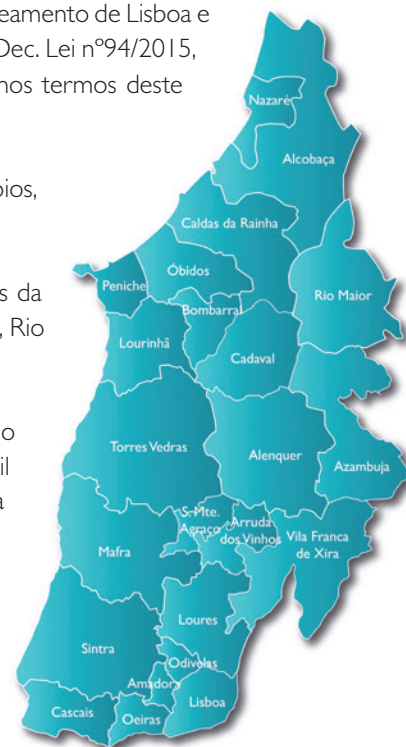 eamento de Lisboa e
Dec. Lei nº94/2015,
nos termos deste
pios,
s da
, Rio
o
il
a
Nazaré
Alcobaça
Caldas da Rainha
Óbidos
Peniche
Bombarral
Rio Maior
Lourinhã
Cadaval
Torres Vedras
Alenquer
Azambuja
S. Mte.
Agraço
Arruda
dos Vinhos
Vila Franca
de Xira
Mafra
Loures
Sintra
Odivelas
Amadora
Lisboa
Cascais
Oeiras